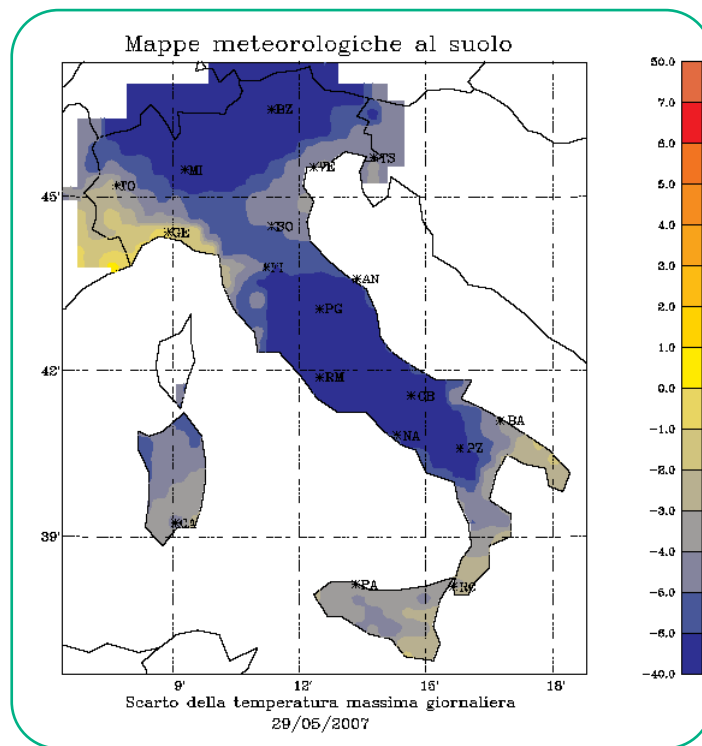 Mappe meteorologiche al suolo
BZ
MI
VE
TS
TO
45'
BO
GE
FI
AN
PG
42'
RM
CB
NA
BA
PZ
39'
CA
PA
RC
9'
12'
15'
18'
Scarto della temperatura massima giornaliera
29/05/2007
50.0
7.0
6.0
5.0
4.0
3.0
2.0
1.0
0.0
-1.0
-2.0
-3.0
-4.0
-5.0
-6.0
-40.0